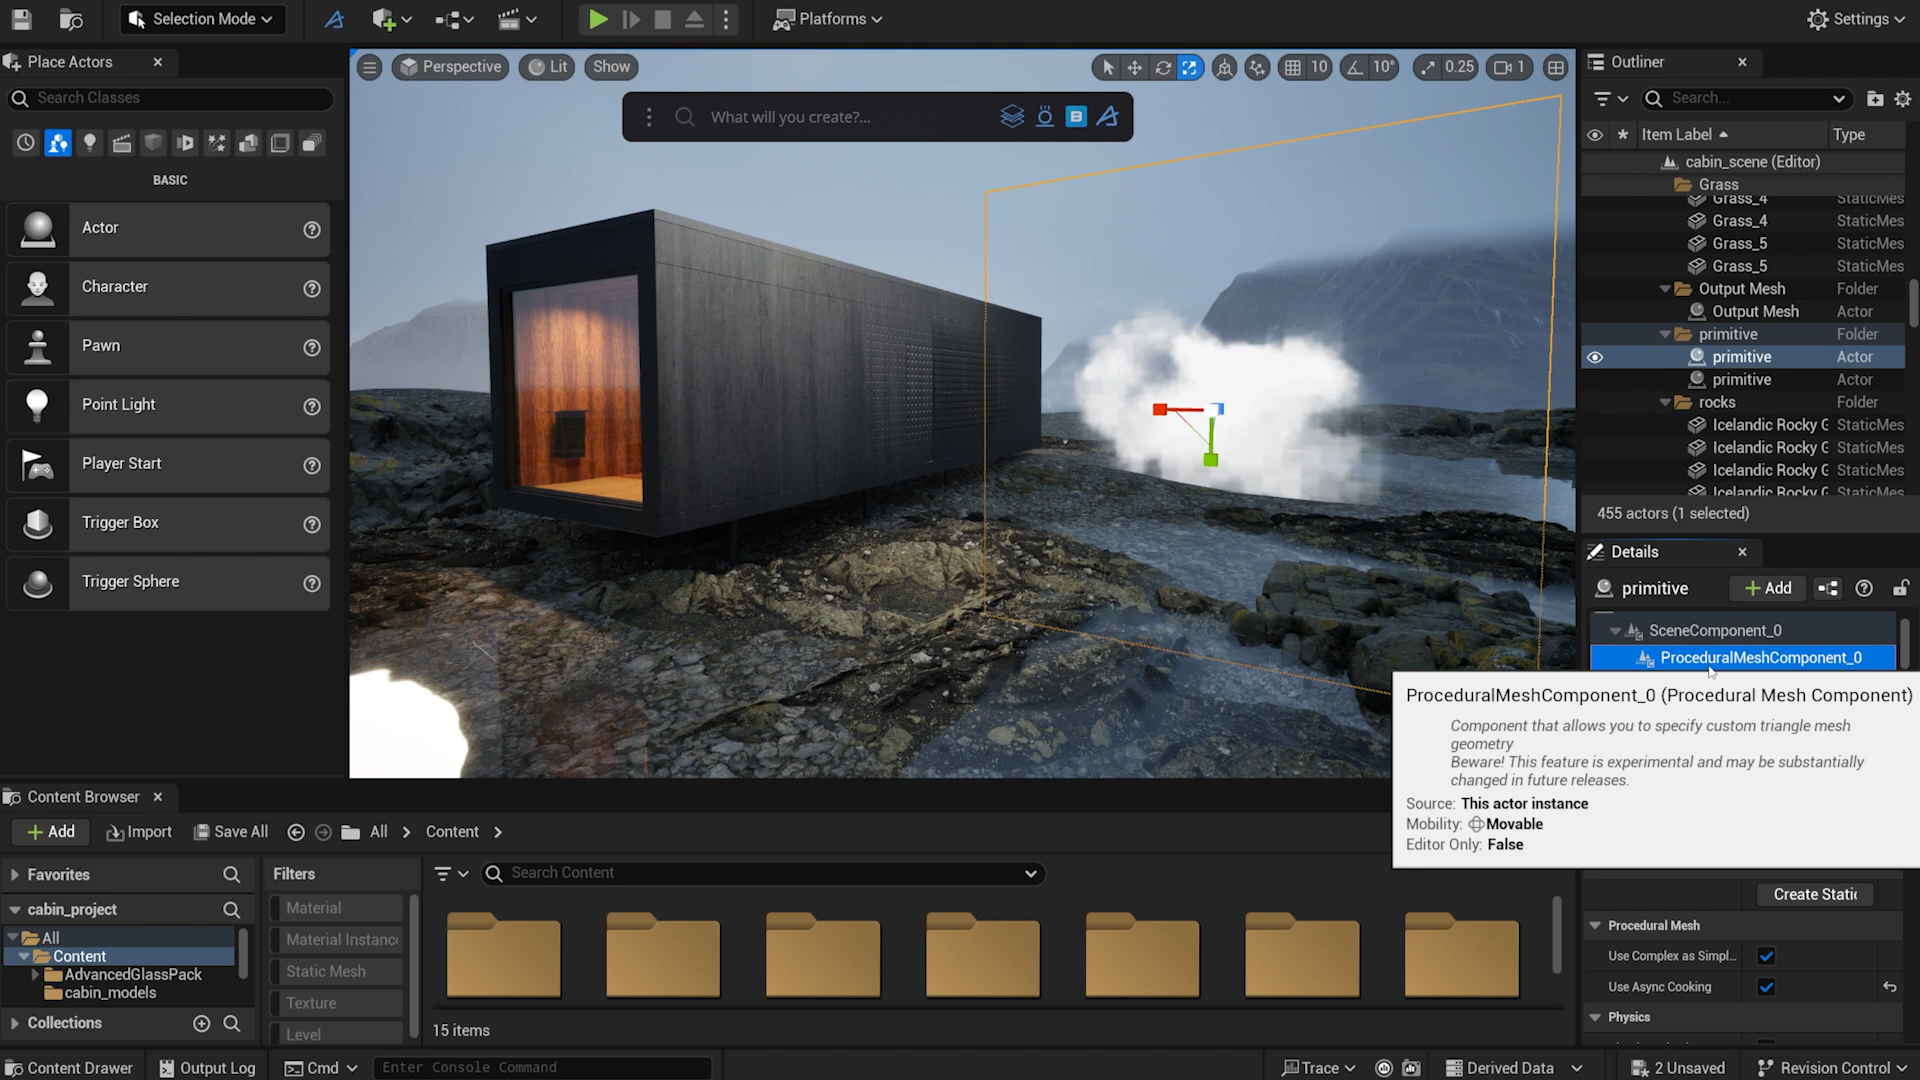 Selection Mode
Platforms
Settings
Place Actors
Search Classes
BASIC
Actor
Character
Pawn
Point Light
Player Start
Trigger Box
Trigger Sphere
Perspective
Lit
Show
10
10°
0.25
1
What will you create?...
Outliner
Search...
Item Label
Type
cabin_scene (Editor)
Grass
Grass_4 StaticMes
Grass_4 StaticMes
Grass_5 StaticMes
Grass_5 StaticMes
Output Mesh Folder
Output Mesh Actor
primitive Folder
primitive Actor
primitive Actor
rocks Folder
Icelandic Rocky G StaticMes
Icelandic Rocky G StaticMes
Icelandic Rocky G StaticMes
Icelandic Rocky G StaticMes
455 actors (1 selected)
Details
primitive
Add
SceneComponent_0
ProceduralMeshComponent_0
ProceduralMeshComponent_0 (Procedural Mesh Component)
Component that allows you to specify custom triangle mesh
geometry
Beware! This feature is experimental and may be substantially
changed in future releases.
Source: This actor instance
Mobility: Movable
Editor Only: False
Create Static
Procedural Mesh
Use Complex as Simpl...
Use Async Cooking
Physics
Content Browser
Add
Import
Save All
All
Content
Favorites
cabin_project
All
Content
AdvancedGlassPack
cabin_models
Collections
Filters
Material
Material Instanc
Static Mesh
Texture
Level
Search Content
15 items
Content Drawer
Output Log
Cmd
Enter Console Command
Trace
Derived Data
2 Unsaved
Revision Control